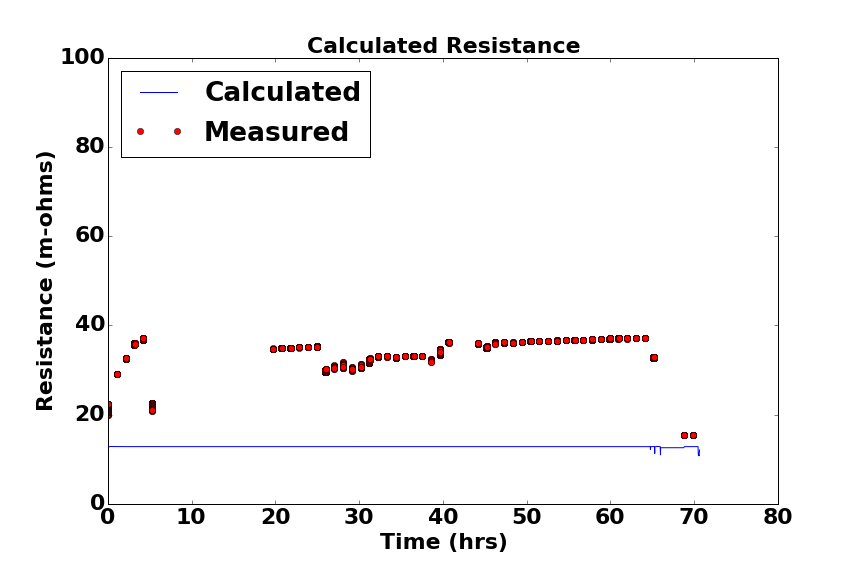 Calculated Resistance
100
80
60
40
20
0
Resistance (m-ohms)
Calculated
Measured
0 10 20 30 40 50 60 70 80
Time (hrs)